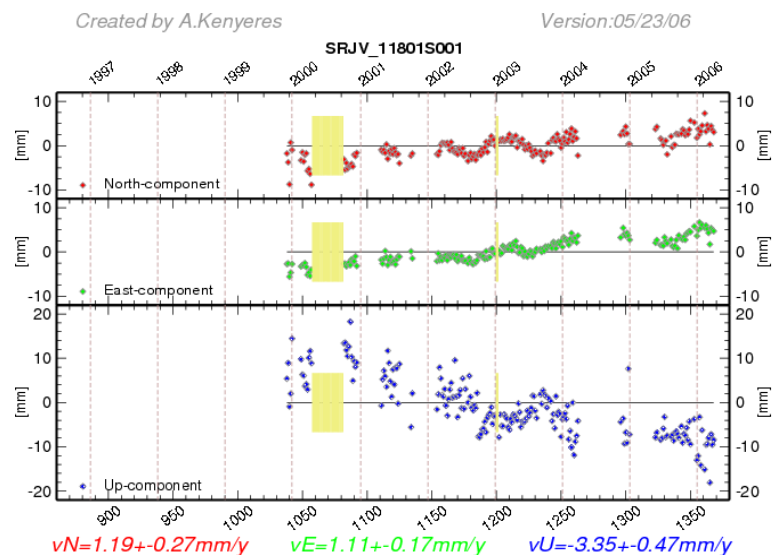 Created by A.Kenyeres Version:05/23/06
SRJV_11801S001
1997 1998 1999 2000 2001 2002 2003 2004 2005 2006
10 10
[mm] 0 0 [mm]
-10 -10
North-component
10 10
[mm] 0 0 [mm]
-10 -10
East-component
20 20
10 10
[mm] 0 0 [mm]
-10 -10
-20 -20
Up-component
900 950 1000 1050 1100 1150 1200 1250 1300 1350
vN=1.19+-0.27mm/y vE=1.11+-0.17mm/y vU=-3.35+-0.47mm/y